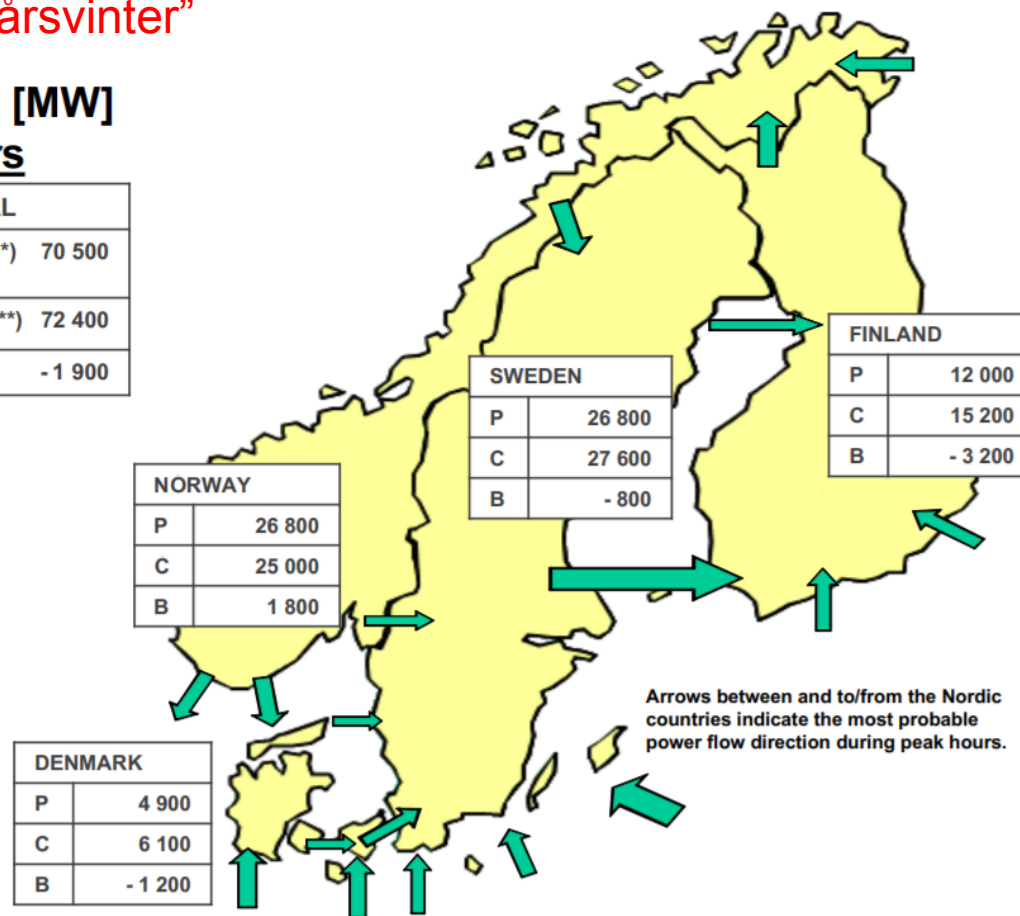 årsvinter”
[MW]
rs
AL
*) 70 500
**) 72 400
- 1 900
FINLAND
P 12 000
C 15 200
B - 3 200
SWEDEN
P 26 800
C 27 600
B - 800
NORWAY
P 26 800
C 25 000
B 1 800
Arrows between and to/from the Nordic
countries indicate the most probable
power flow direction during peak hours.
DENMARK
P 4 900
C 6 100
B - 1 200